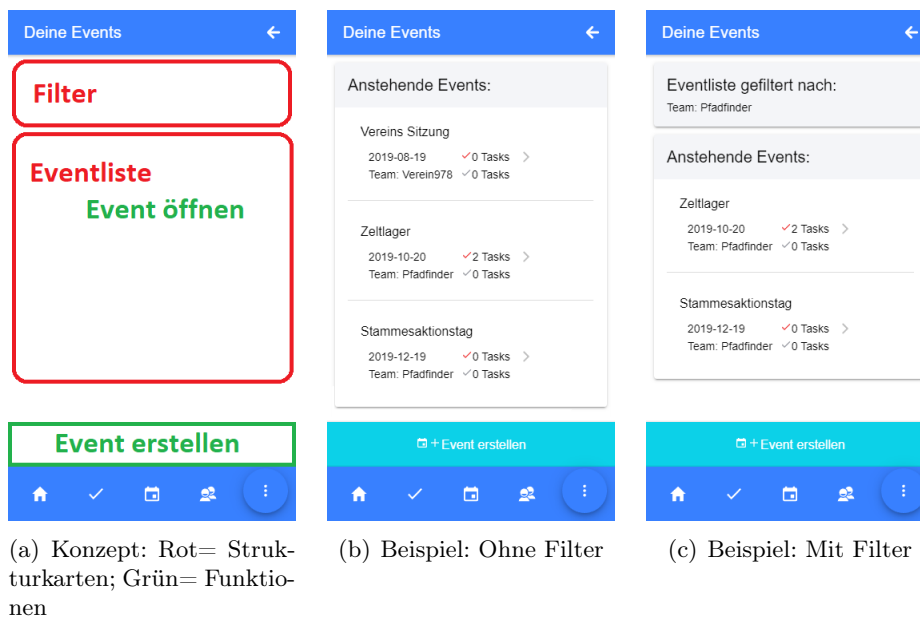 Deine Events
Filter
Eventliste
Event öffnen
Event erstellen
(a) Konzept: Rot= Struk-
turkarten; Grün= Funktio-
nen
Deine Events
Anstehende Events:
Vereins Sitzung
2019-08-19 0 Tasks
Team: Verein978 0 Tasks
Zeltlager
2019-10-20 2 Tasks
Team: Pfadfinder 0 Tasks
Stammesaktionstag
2019-12-19 0 Tasks
Team: Pfadfinder 0 Tasks
+Event erstellen
(b) Beispiel: Ohne Filter
Deine Events
Eventliste gefiltert nach:
Team: Pfadfinder
Anstehende Events:
Zeltlager
2019-10-20 2 Tasks
Team: Pfadfinder 0 Tasks
Stammesaktionstag
2019-12-19 0 Tasks
Team: Pfadfinder 0 Tasks
+Event erstellen
(c) Beispiel: Mit Filter